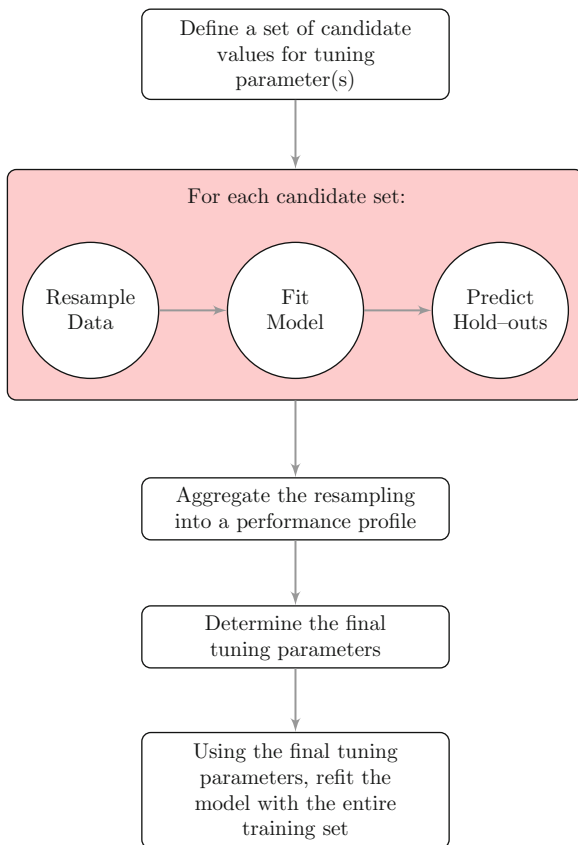 Define a set of candidate
values for tuning
parameter(s)
For each candidate set:
Resample
Data
Fit
Model
Predict
Hold–outs
Aggregate the resampling
into a performance profile
Determine the final
tuning parameters
Using the final tuning
parameters, refit the
model with the entire
training set